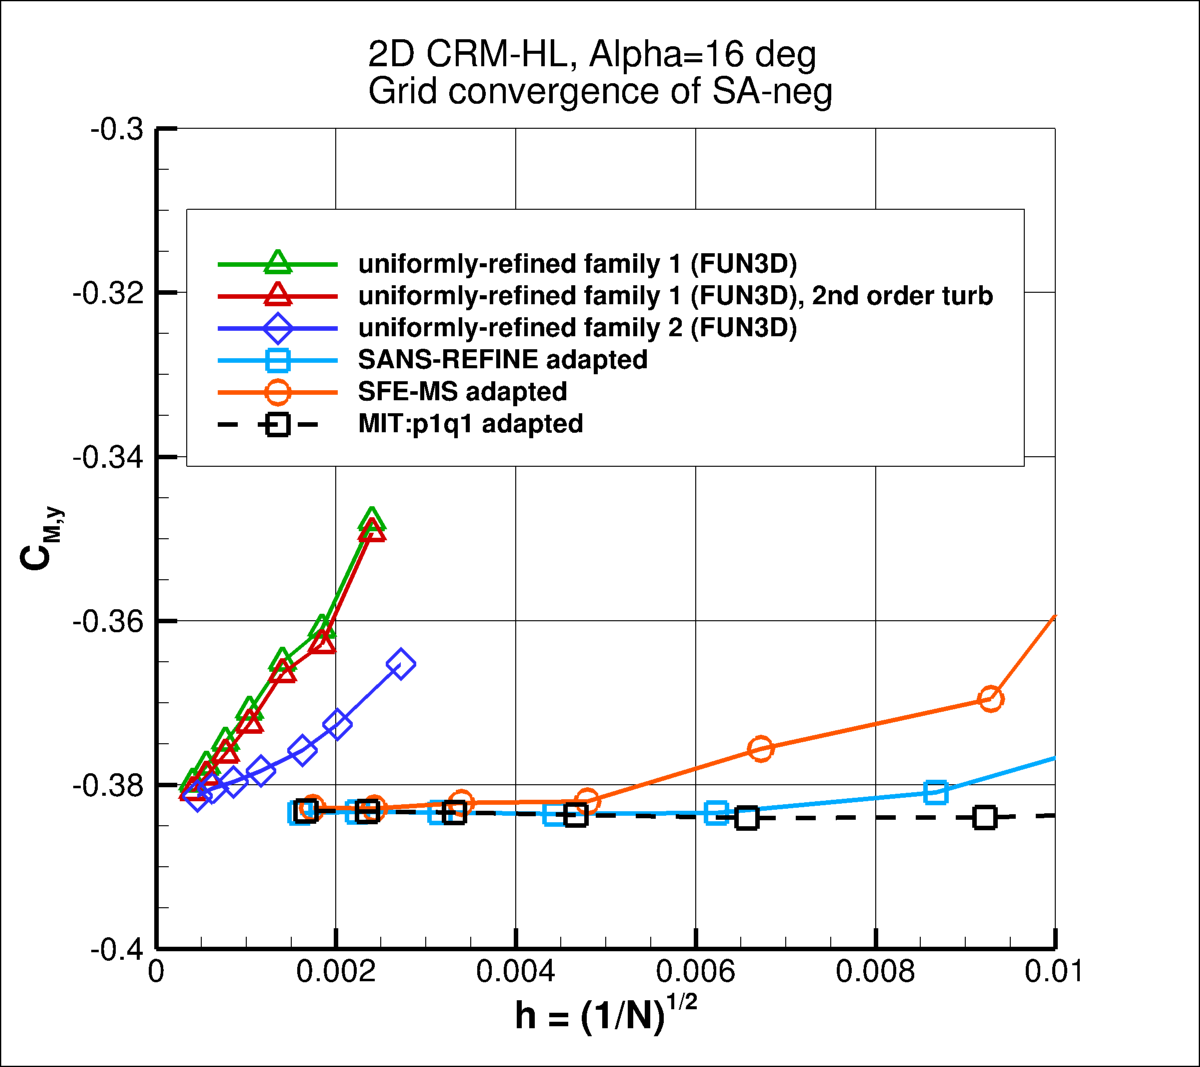 2D CRM-HL, Alpha=16 deg
Grid convergence of SA-neg
-0.3
-0.32
-0.34
-0.36
-0.38
-0.4
C_M,y
uniformly-refined family 1 (FUN3D)
uniformly-refined family 1 (FUN3D), 2nd order turb
uniformly-refined family 2 (FUN3D)
SANS-REFINE adapted
SFE-MS adapted
MIT:p1q1 adapted
0 0.002 0.004 0.006 0.008 0.01
h = (1/N)^1/2